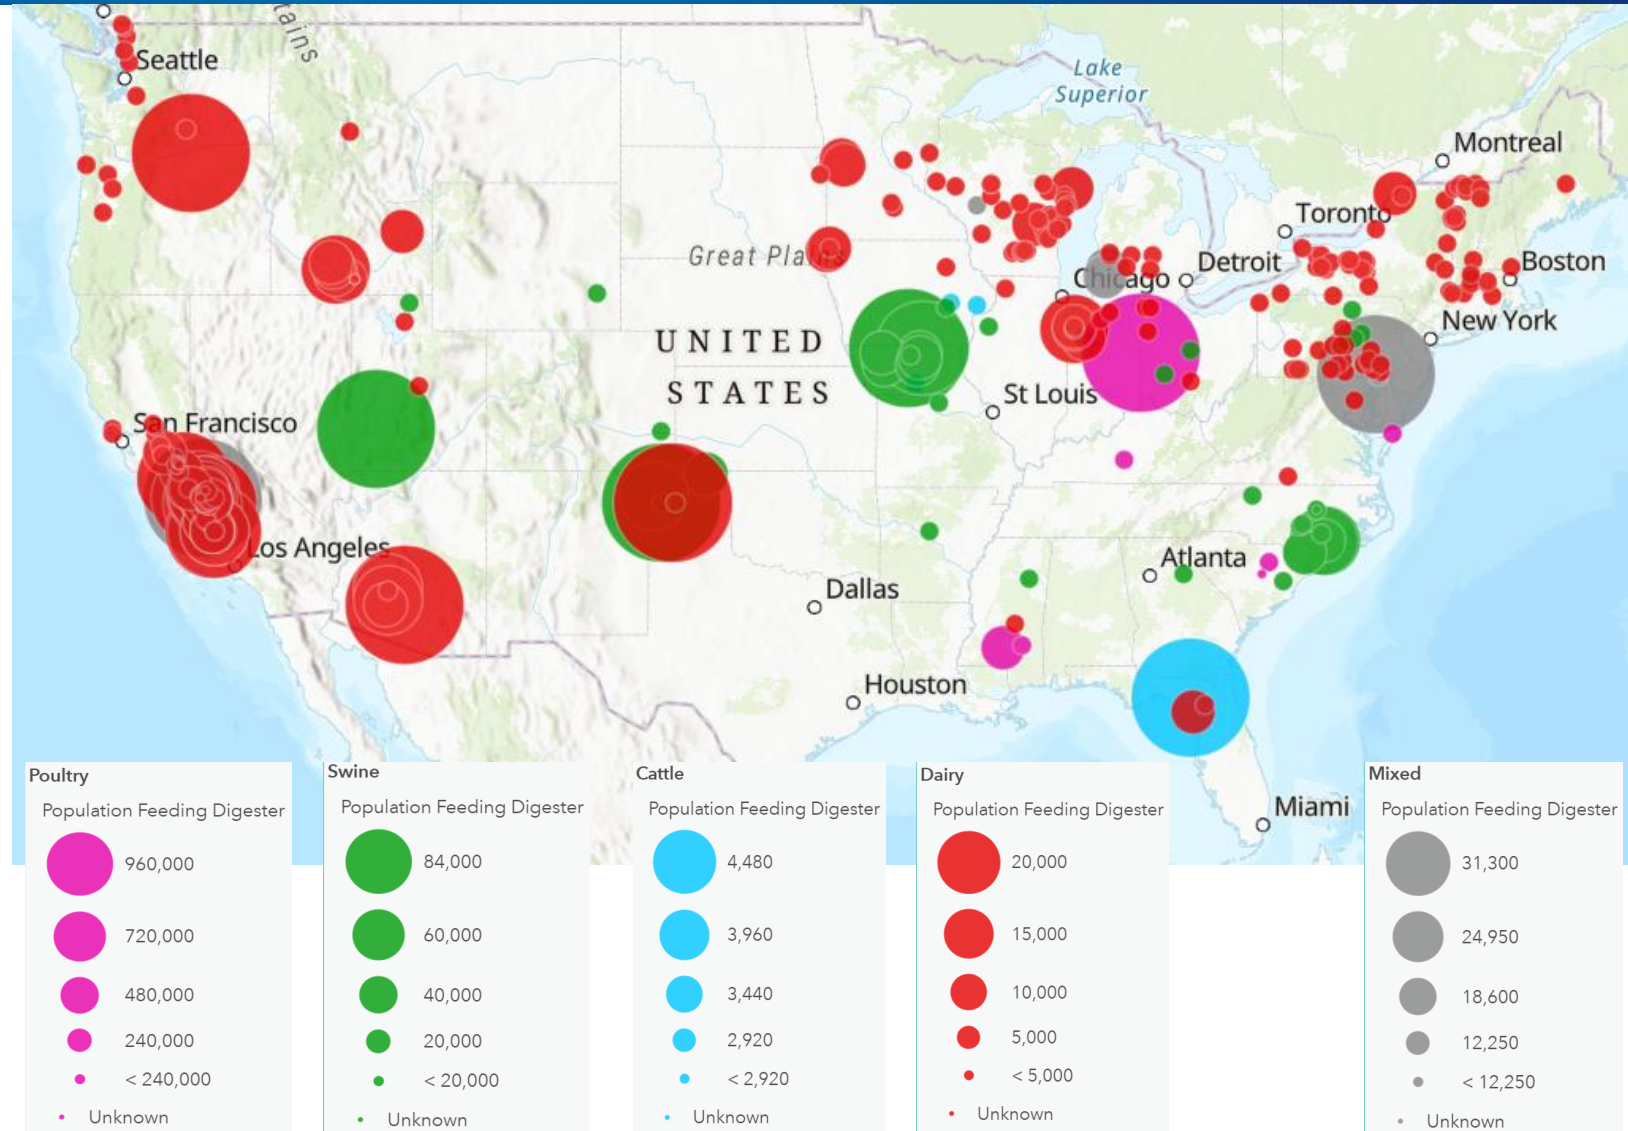 tains
Seattle
Lake
Superior
Montreal
Toronto
Great Pla
Detroit
Boston
Chicago
New York
UNITED
STATES
St Louis
San Francisco
Los Angeles
Atlanta
Dallas
Houston
Miami
Poultry
Population Feeding Digester
960,000
720,000
480,000
240,000
< 240,000
Unknown
Swine
Population Feeding Digester
84,000
60,000
40,000
20,000
< 20,000
Unknown
Cattle
Population Feeding Digester
4,480
3,960
3,440
2,920
< 2,920
Unknown
Dairy
Population Feeding Digester
20,000
15,000
10,000
5,000
< 5,000
Unknown
Mixed
Population Feeding Digester
31,300
24,950
18,600
12,250
< 12,250
Unknown